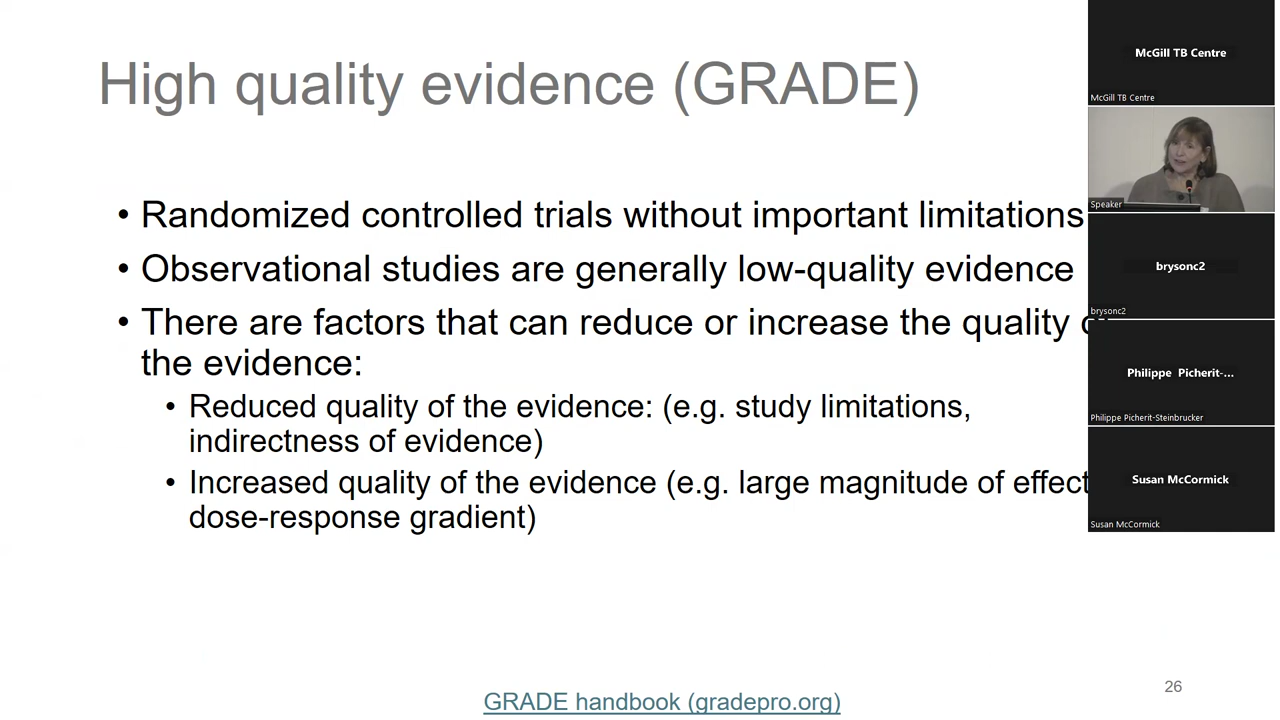 High quality evidence (GRADE)
• Randomized controlled trials without important limitations
• Observational studies are generally low-quality evidence
• There are factors that can reduce or increase the quality
the evidence:
• Reduced quality of the evidence: (e.g. study limitations,
indirectness of evidence)
• Increased quality of the evidence (e.g. large magnitude of effect
dose-response gradient)
GRADE handbook (gradepro.org)
26
McGill TB Centre
McGill TB Centre
Speaker
brysonc2
brysonc2
Philippe Picherit-...
Philippe Picherit-Steinbrucker
Susan McCormick
Susan McCormick